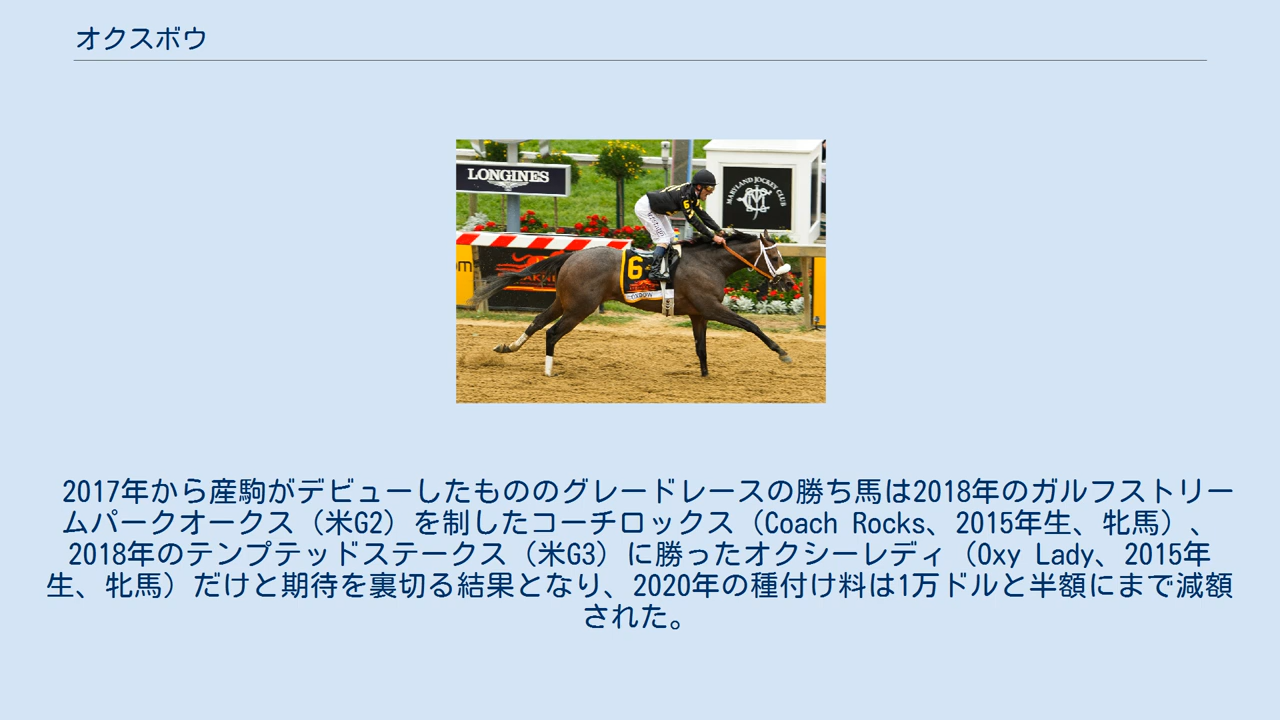 オクスボウ
LONGINES
MARYLAND JOCKEY CLUB
6
6
2017年から産駒がデビューしたもののグレードレースの勝ち馬は2018年のガルフストリー
ムパークオークス（米G2）を制したコーチロックス（Coach Rocks、2015年生、牝馬）、
2018年のテンプテッドステークス（米G3）に勝ったオクシーレディ（Oxy Lady、2015年
生、牝馬）だけと期待を裏切る結果となり、2020年の種付け料は1万ドルと半額にまで減額
された。